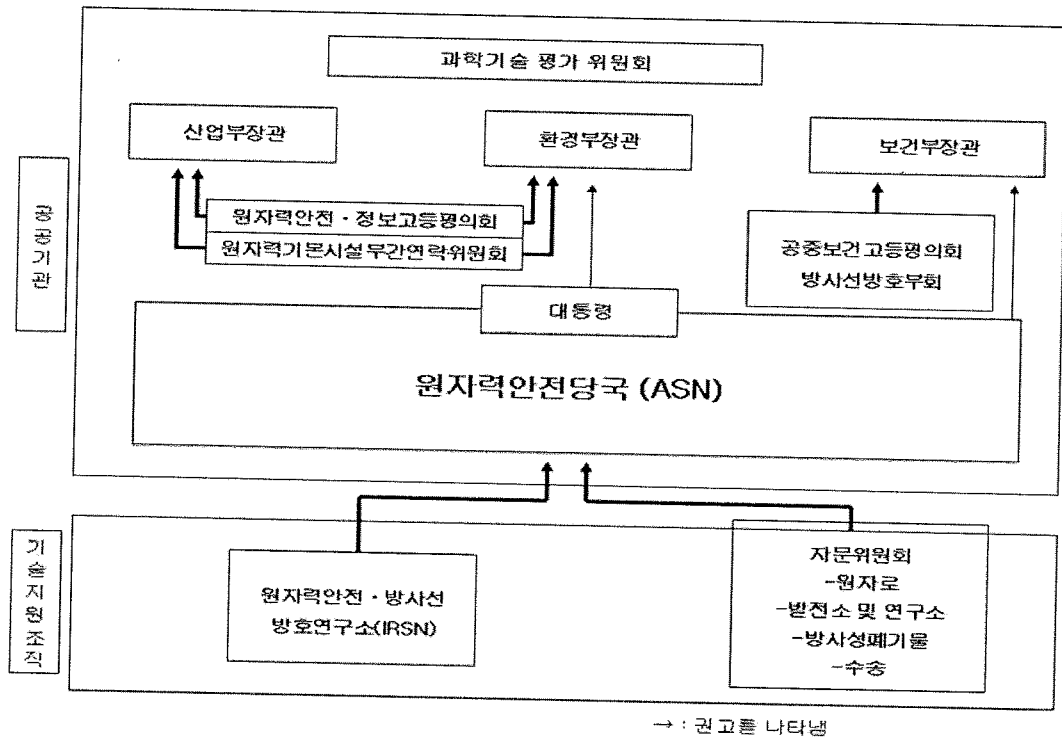 과학기술 평가 위원회
산업부장관
환경부장관
보건부장관
공공기관
원자력안전・정보고등평의회
원자력기본시설부간연락위원회
공중보건고등평의회
방사선방호부회
대통령
원자력안전당국 (ASN)
기술지원조직
원자력안전・방사선
방호연구소(IRSN)
자문위원회
-원자로
-발전소 및 연구소
-방사성폐기물
-수송
→ : 권고를 나타냄